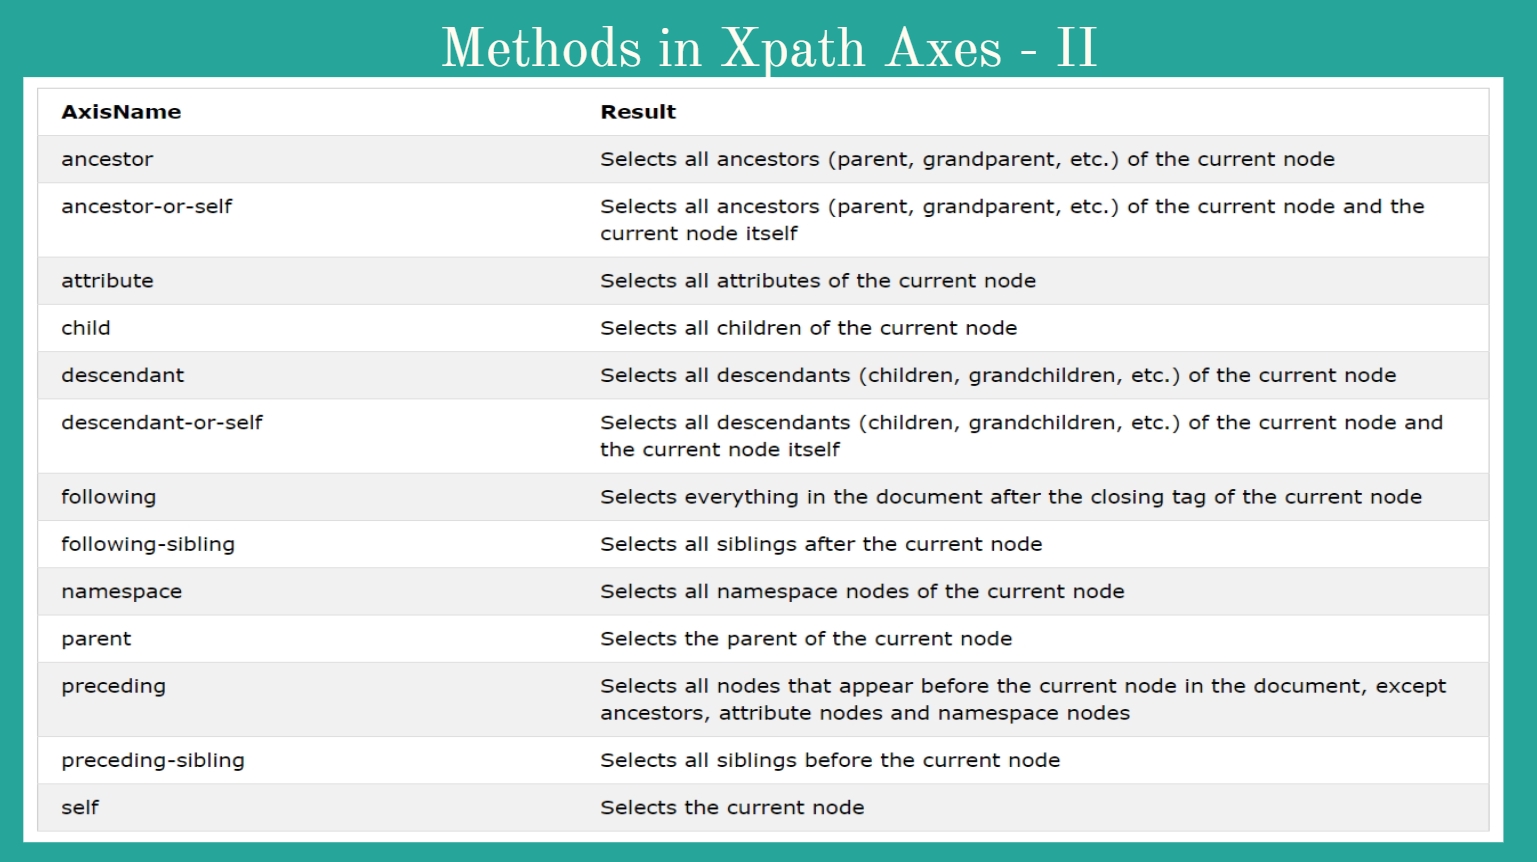 Methods in Xpath Axes - II
AxisName Result
ancestor Selects all ancestors (parent, grandparent, etc.) of the current node
ancestor-or-self Selects all ancestors (parent, grandparent, etc.) of the current node and the
current node itself
attribute Selects all attributes of the current node
child Selects all children of the current node
descendant Selects all descendants (children, grandchildren, etc.) of the current node
descendant-or-self Selects all descendants (children, grandchildren, etc.) of the current node and
the current node itself
following Selects everything in the document after the closing tag of the current node
following-sibling Selects all siblings after the current node
namespace Selects all namespace nodes of the current node
parent Selects the parent of the current node
preceding Selects all nodes that appear before the current node in the document, except
ancestors, attribute nodes and namespace nodes
preceding-sibling Selects all siblings before the current node
self Selects the current node